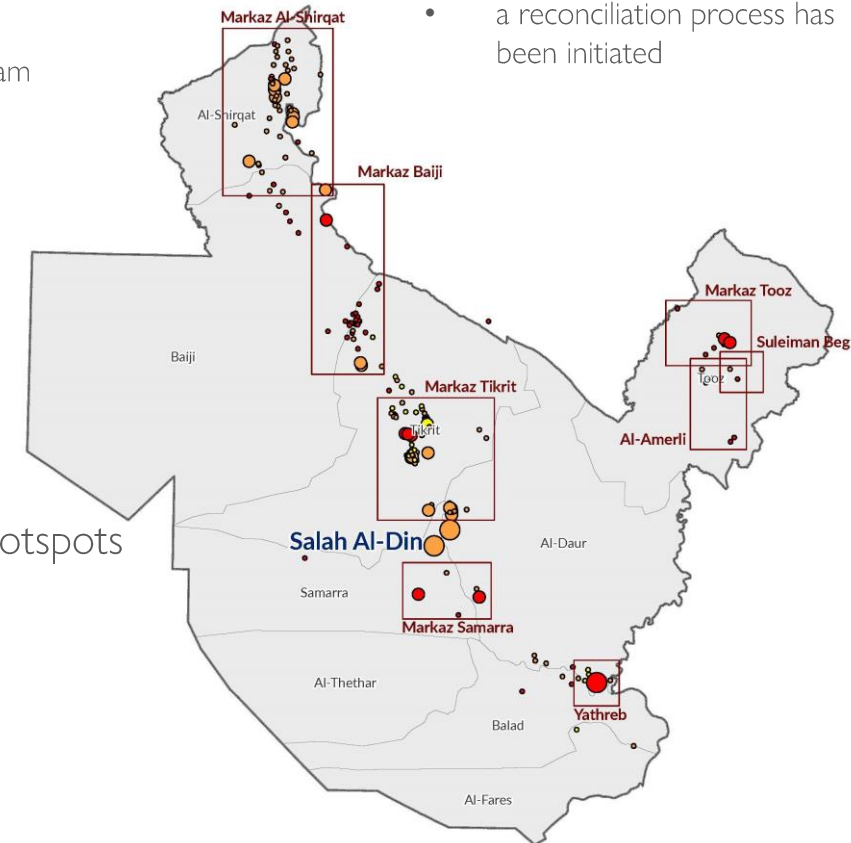 Markaz Al-Shirqat
• a reconciliation process has
been initiated
am
Al-Shirqat
Markaz Baiji
Markaz Tooz
Suleiman Beg
Baiji
Tooz
Markaz Tikrit
Tikrit
Al-Amerli
otspots
Salah Al-Din
Al-Daur
Samarra
Markaz Samarra
Al-Thethar
Yathreb
Balad
Al-Fares